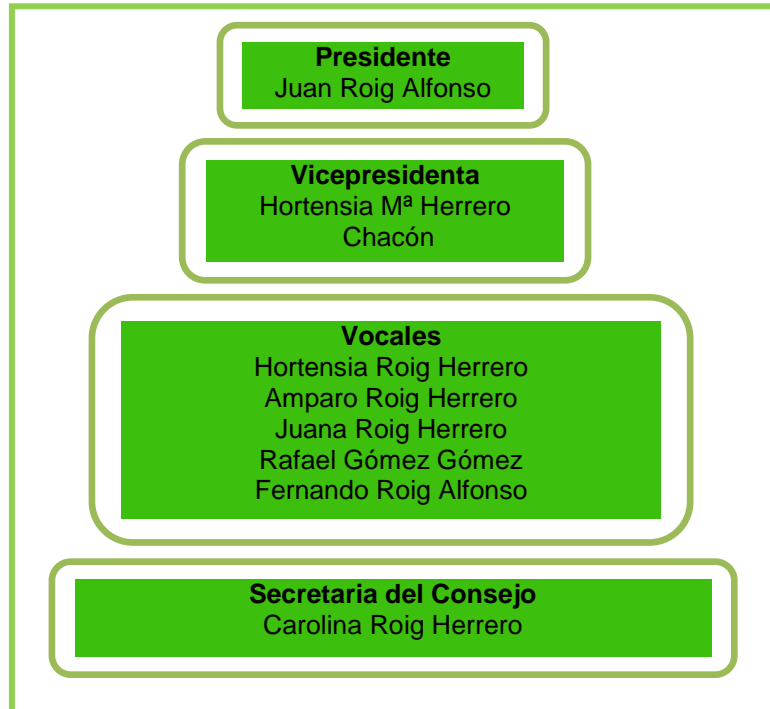 Presidente
Juan Roig Alfonso
Vicepresidenta
Hortensia Mª Herrero
Chacón
Vocales
Hortensia Roig Herrero
Amparo Roig Herrero
Juana Roig Herrero
Rafael Gómez Gómez
Fernando Roig Alfonso
Secretaria del Consejo
Carolina Roig Herrero